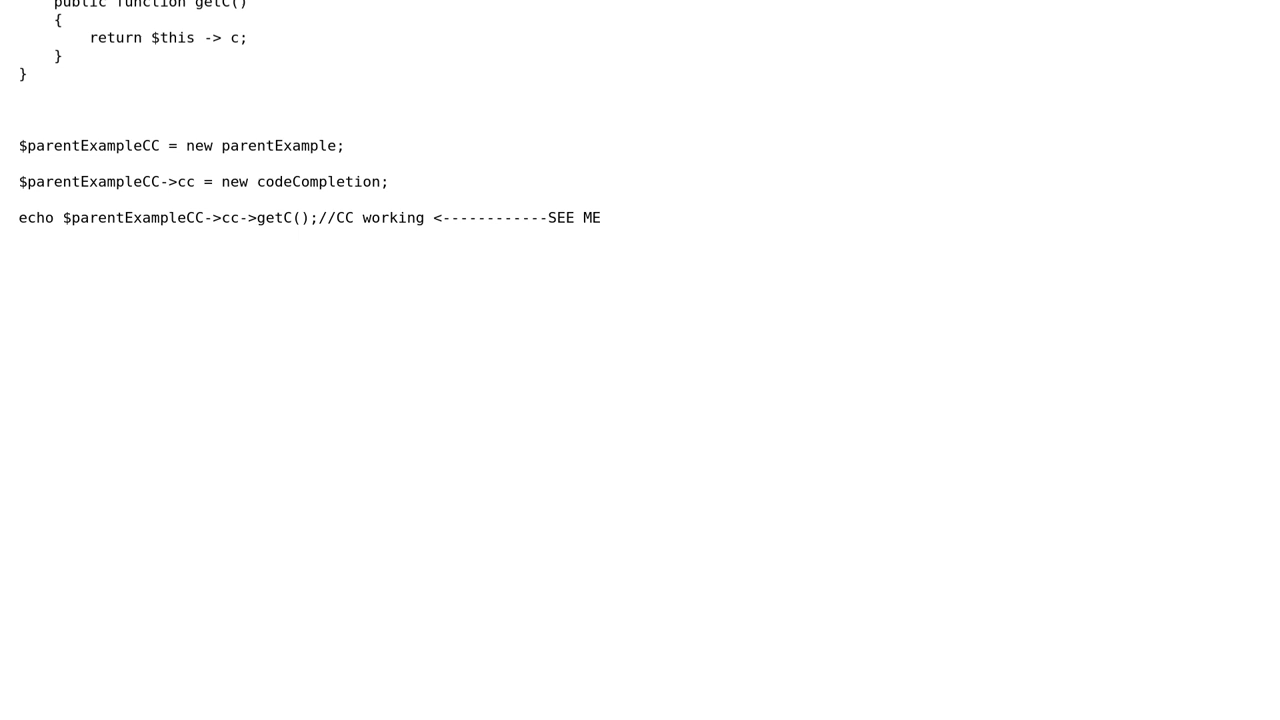 public function getC()
    {
        return $this -> c;
    }
}
$parentExampleCC = new parentExample;
$parentExampleCC->cc = new codeCompletion;
echo $parentExampleCC->cc->getC();//CC working <------------SEE ME